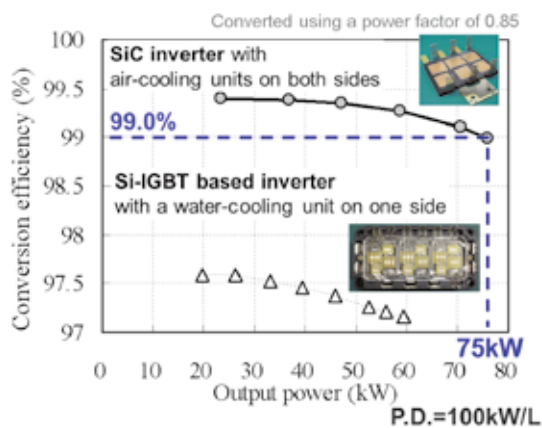 Converted using a power factor of 0.85
100
99.5
99
98.5
98
97.5
97
Conversion efficiency (%)
SiC inverter with
air-cooling units on both sides
99.0%
Si-IGBT based inverter
with a water-cooling unit on one side
75kW
0 10 20 30 40 50 60 70 80
Output power (kW)
P.D.=100kW/L